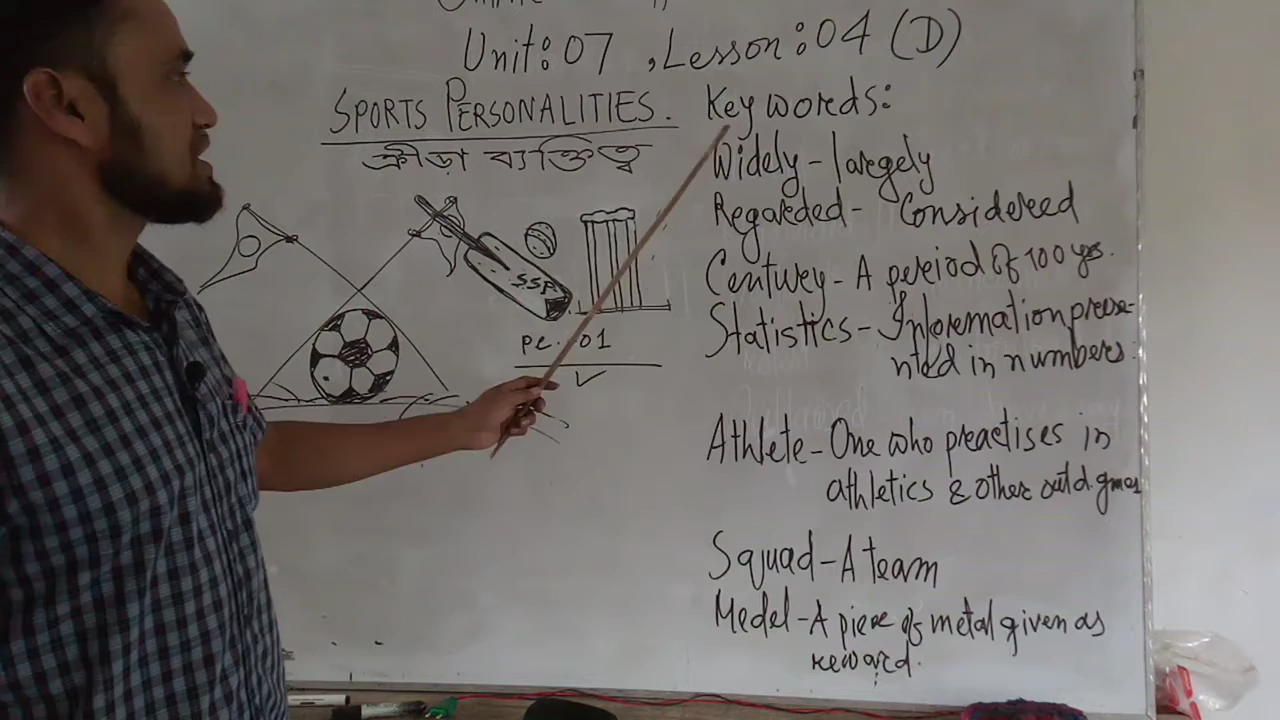 Unit: 07 , Lesson: 04 (D)
SPORTS PERSONALITIES.
ক্রীড়া ব্যক্তিত্ব
SSP
Pc. 101
Key words:
Widely - largely
Regarded - Considered
Century - A period of 100 yrs.
Statistics - Information prese-
nted in numbers.
Athlete - One who practises in
athletics & other outd. gmes
Squad - A team
Medel - A piece of metal given as
reward.